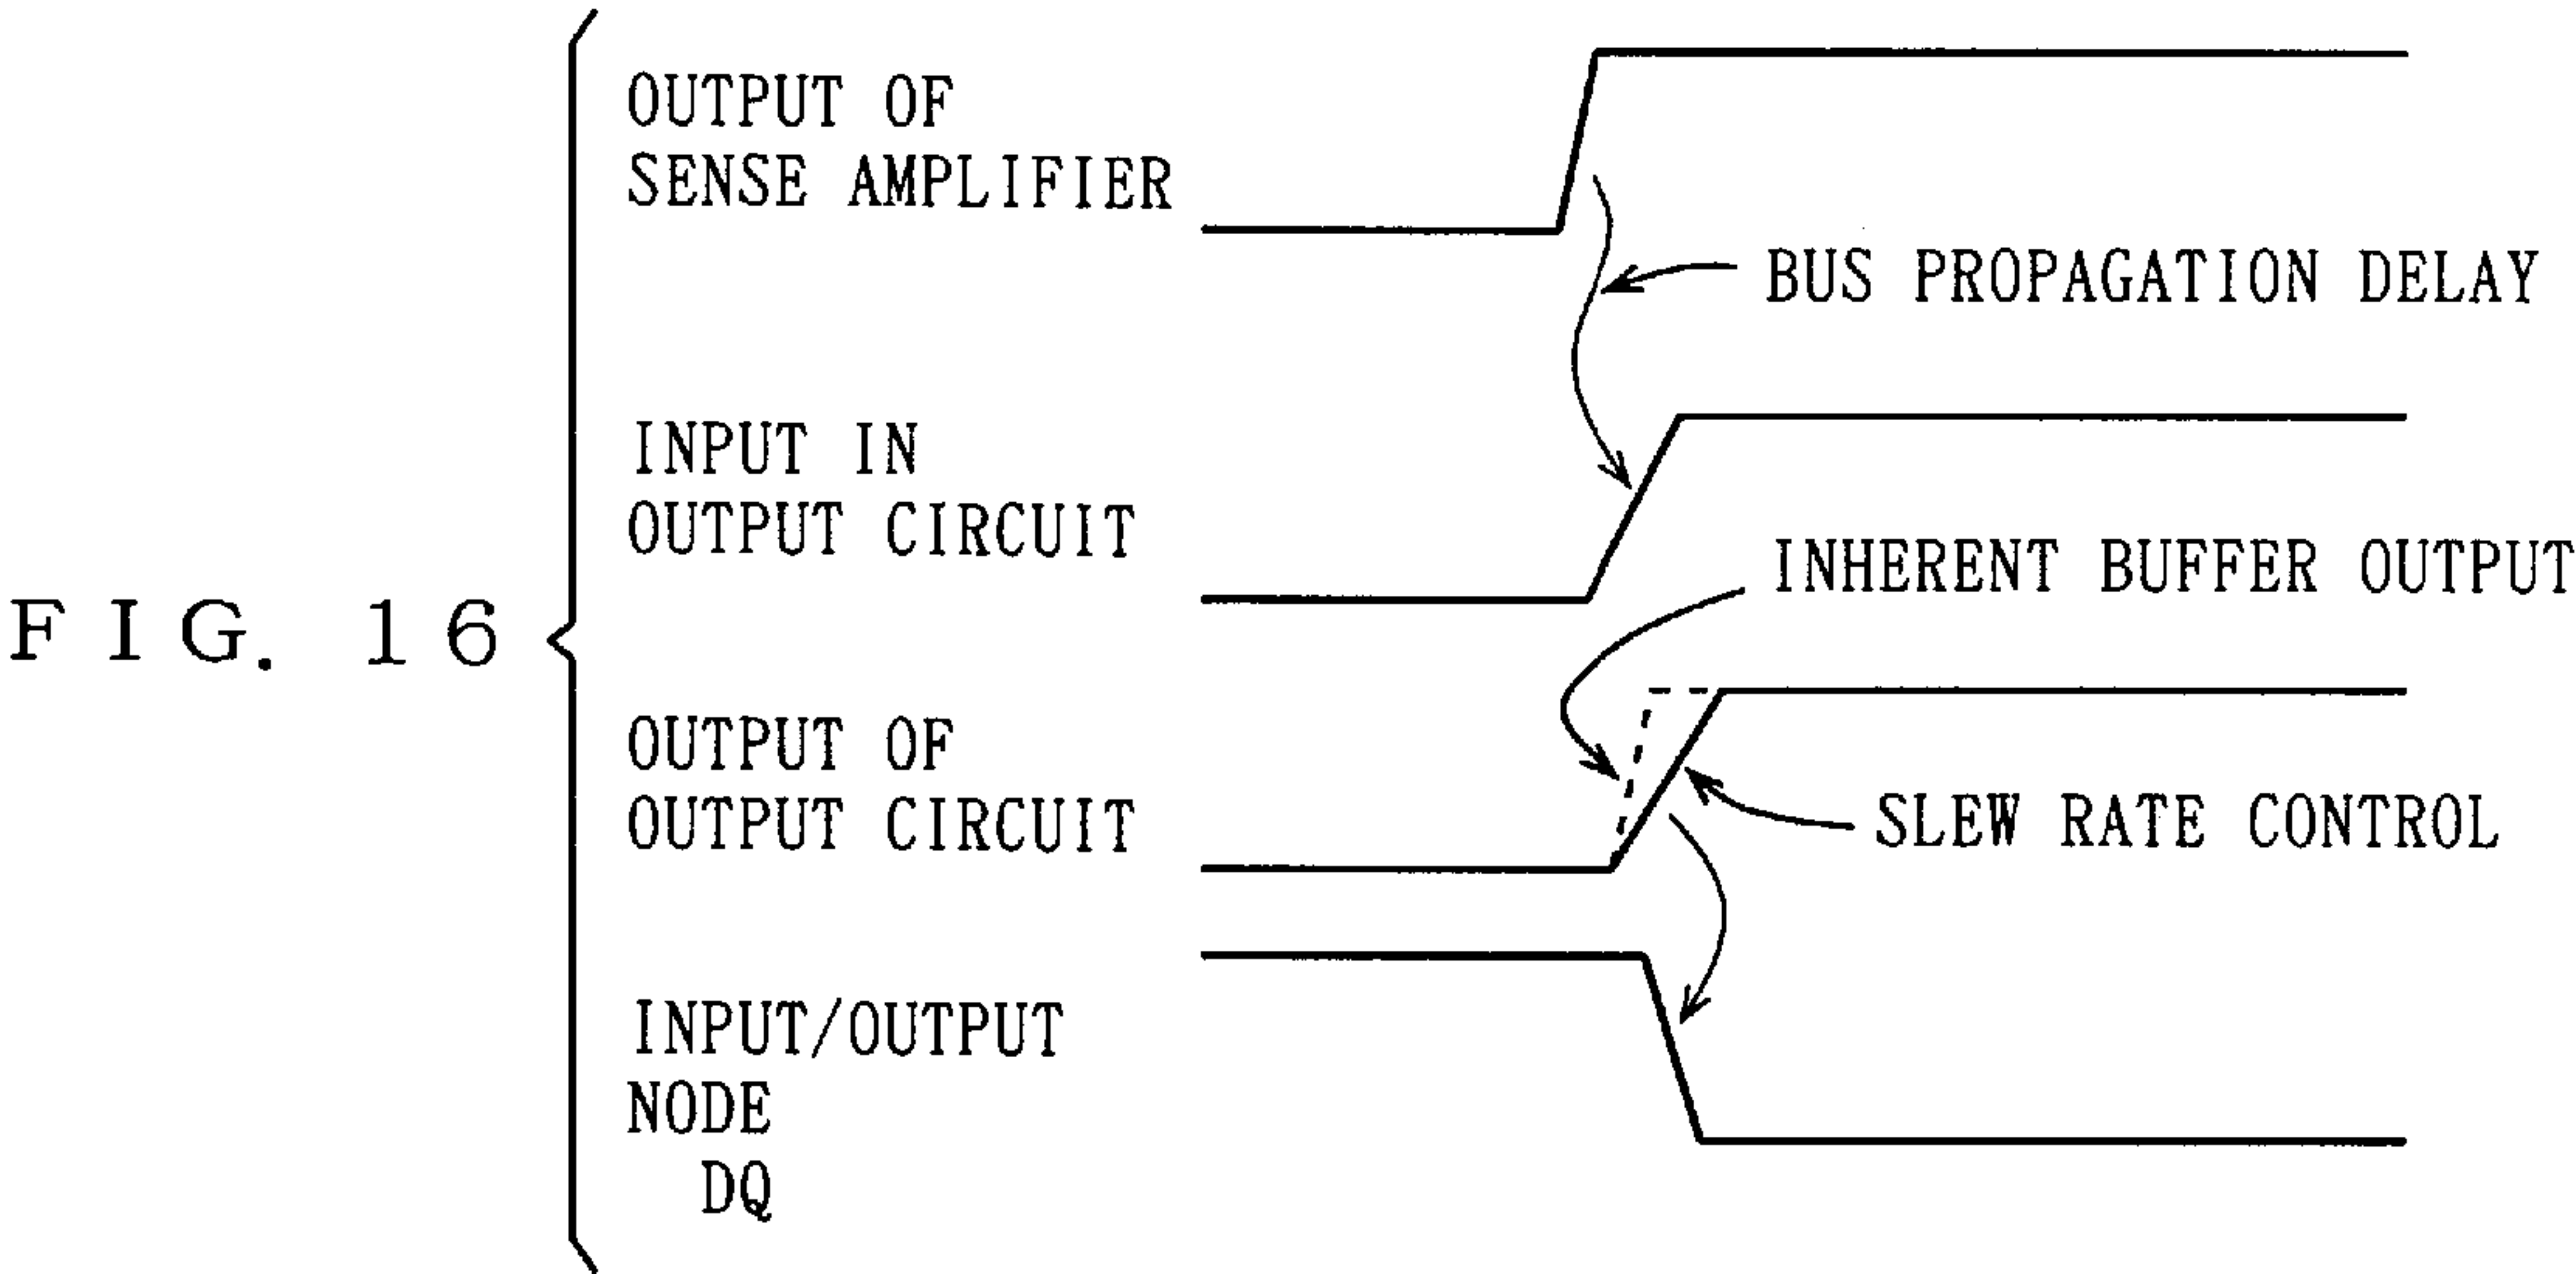 FIG. 16
OUTPUT OF
SENSE AMPLIFIER
BUS PROPAGATION DELAY
INPUT IN
OUTPUT CIRCUIT
INHERENT BUFFER OUTPUT
OUTPUT OF
OUTPUT CIRCUIT
SLEW RATE CONTROL
INPUT/OUTPUT
NODE
DQ